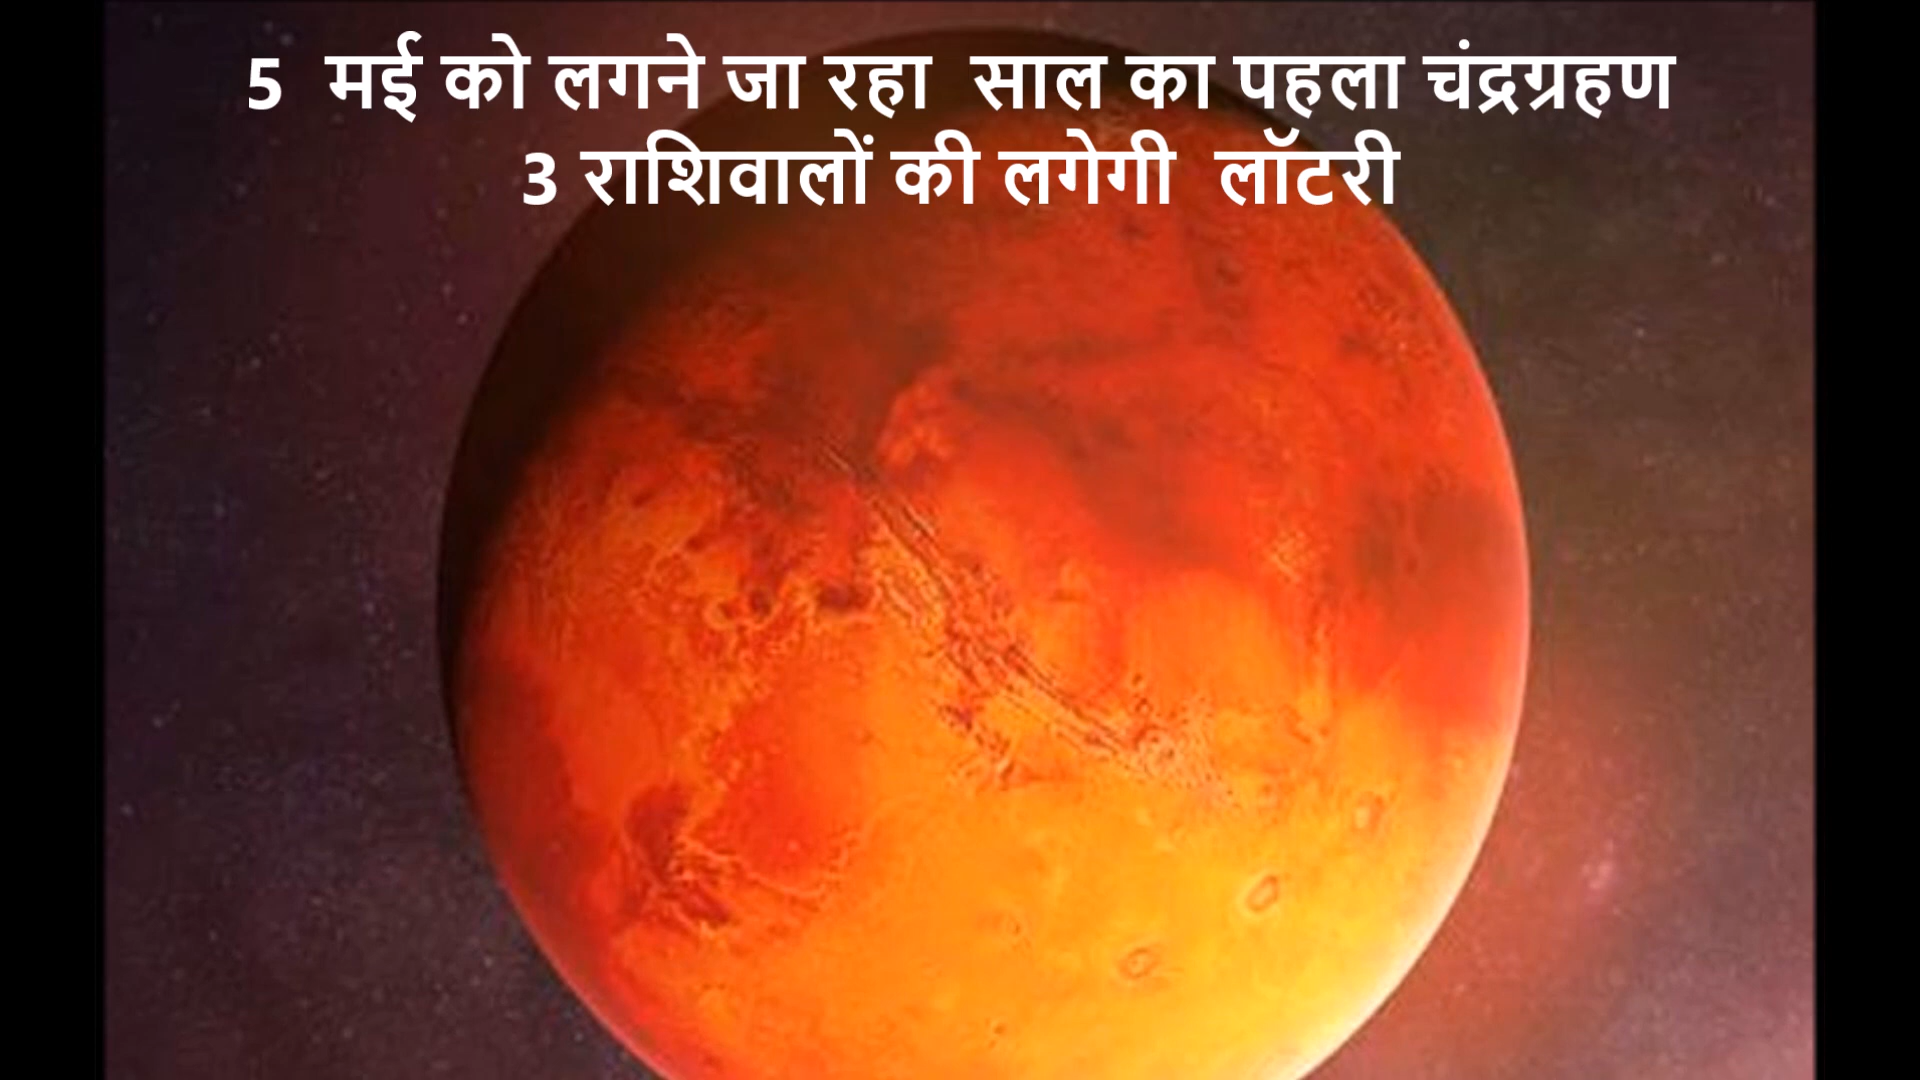 5 मई को लगने जा रहा साल का पहला चंद्रग्रहण
3 राशिवालों की लगेगी लॉटरी